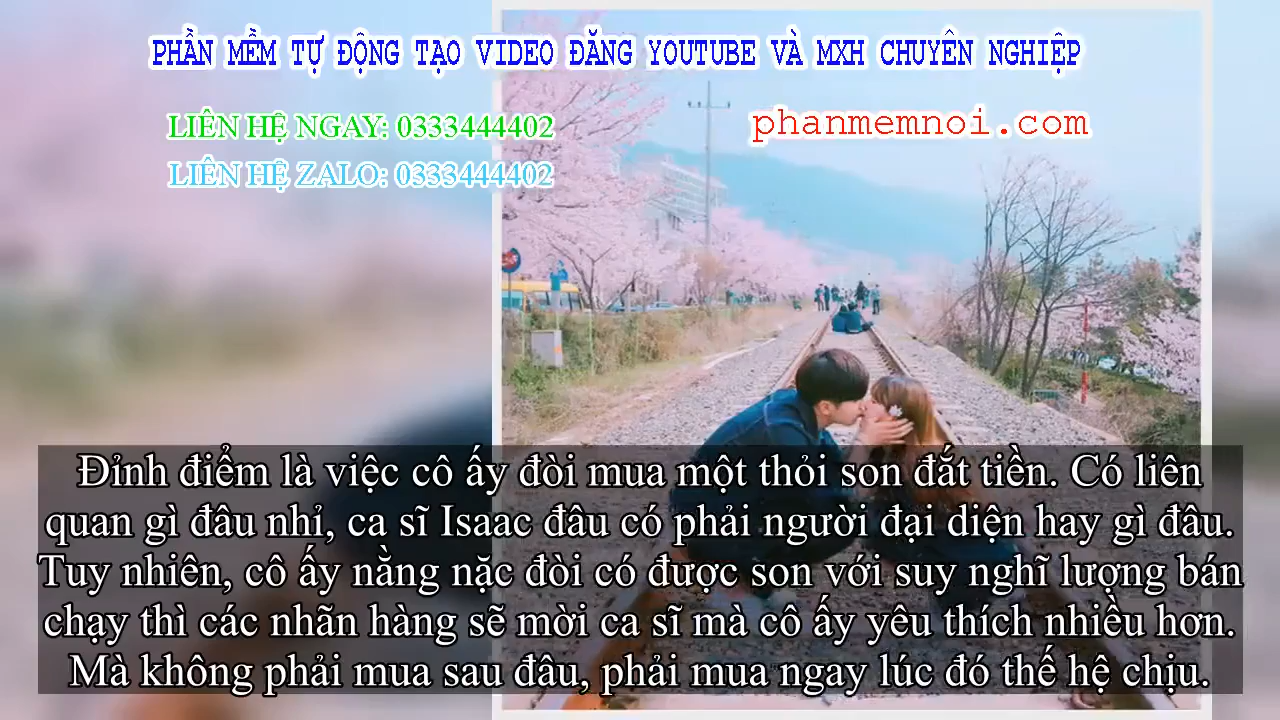 PHẦN MỀM TỰ ĐỘNG TẠO VIDEO ĐĂNG YOUTUBE VÀ MXH CHUYÊN NGHIỆP
LIÊN HỆ NGAY: 0333444402
phanmemnoi.com
LIÊN HỆ ZALO: 0333444402
Đỉnh điểm là việc cô ấy đòi mua một thỏi son đắt tiền. Có liên
quan gì đâu nhỉ, ca sĩ Isaac đâu có phải người đại diện hay gì đâu.
Tuy nhiên, cô ấy nằng nặc đòi có được son với suy nghĩ lượng bán
chạy thì các nhãn hàng sẽ mời ca sĩ mà cô ấy yêu thích nhiều hơn.
Mà không phải mua sau đâu, phải mua ngay lúc đó thế hệ chịu.